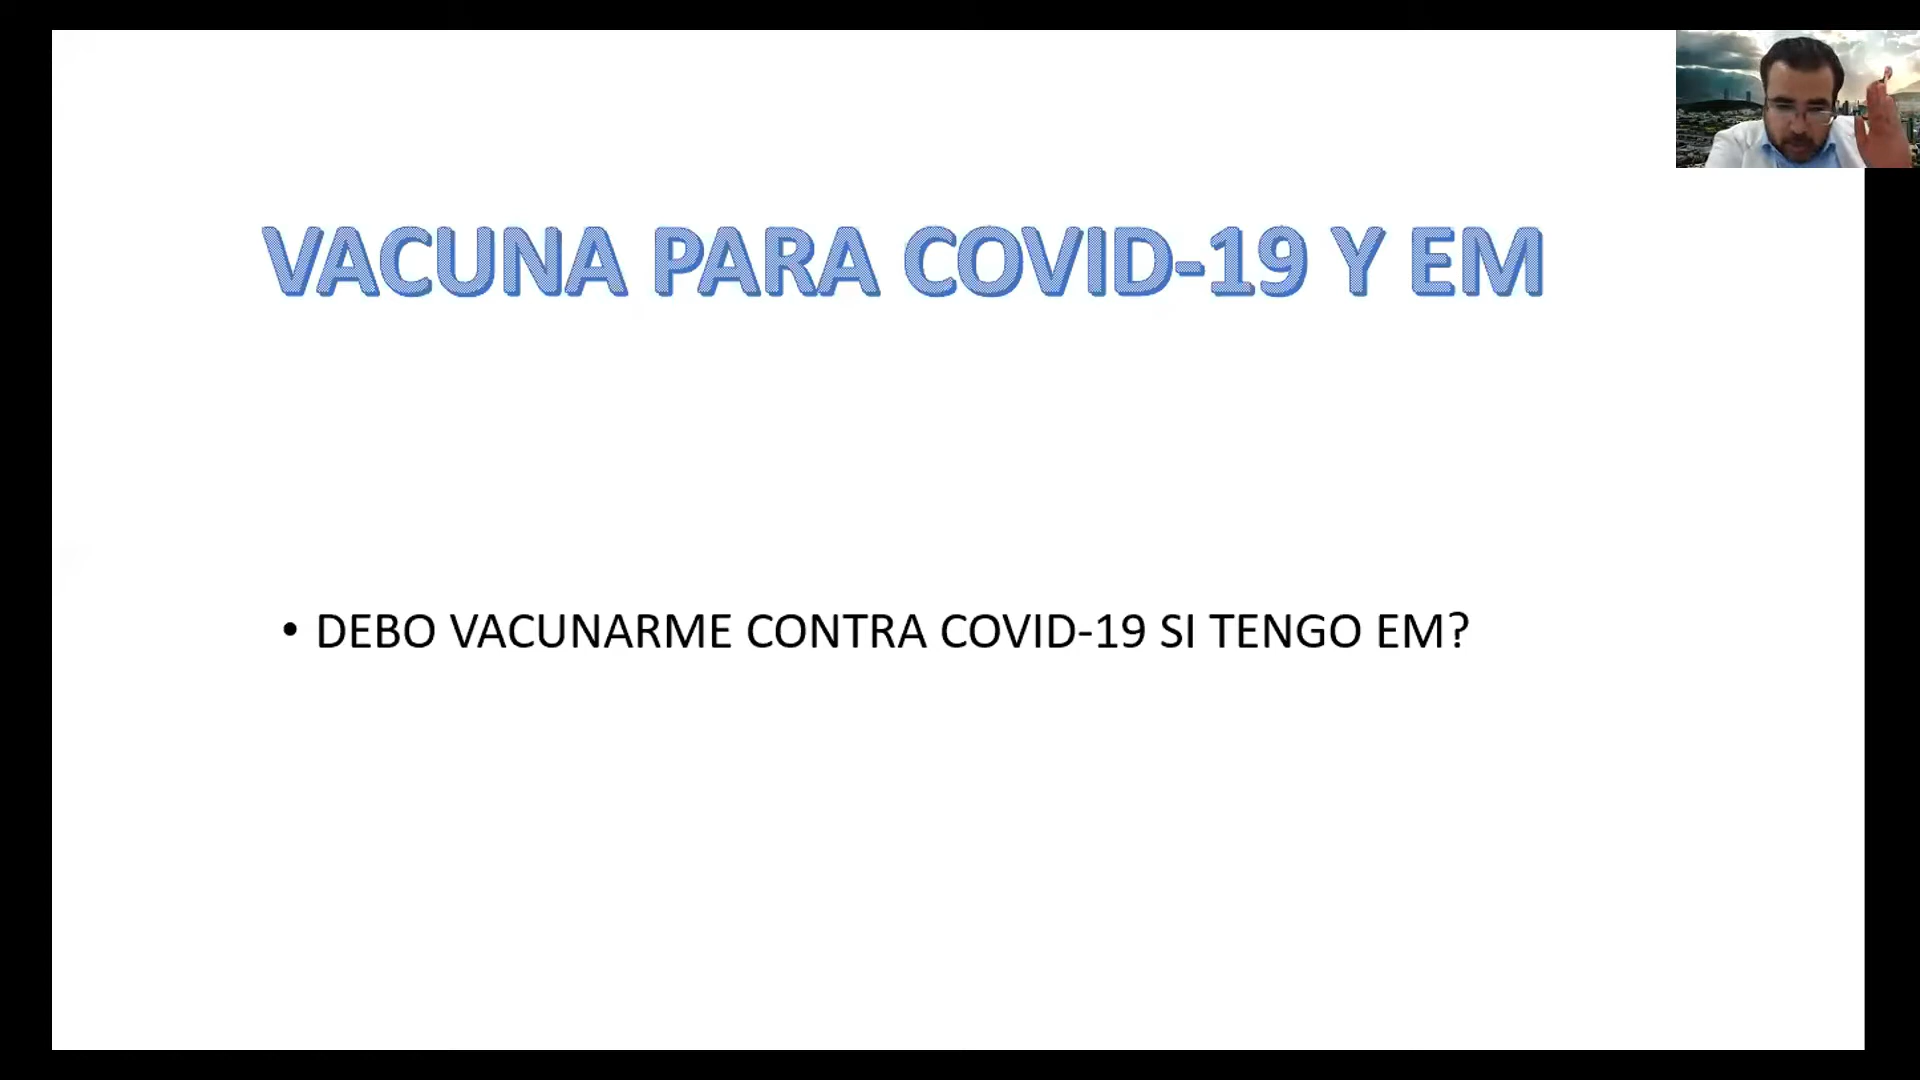 VACUNA PARA COVID-19 Y EM
• DEBO VACUNARME CONTRA COVID-19 SI TENGO EM?